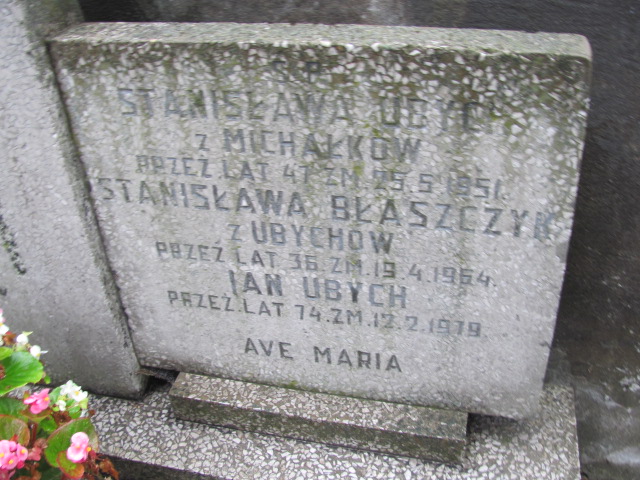 Ś.P.
STANISŁAWA UBYCH
Z MICHAŁKÓW
PRZEŻ. LAT 47 ZM. 25.5.1951.
STANISŁAWA BŁASZCZYK
Z UBYCHÓW
PRZEŻ. LAT 36. ZM. 19.4.1964.
JAN UBYCH
PRZEŻ. LAT 74. ZM. 12.2.1979
AVE MARIA